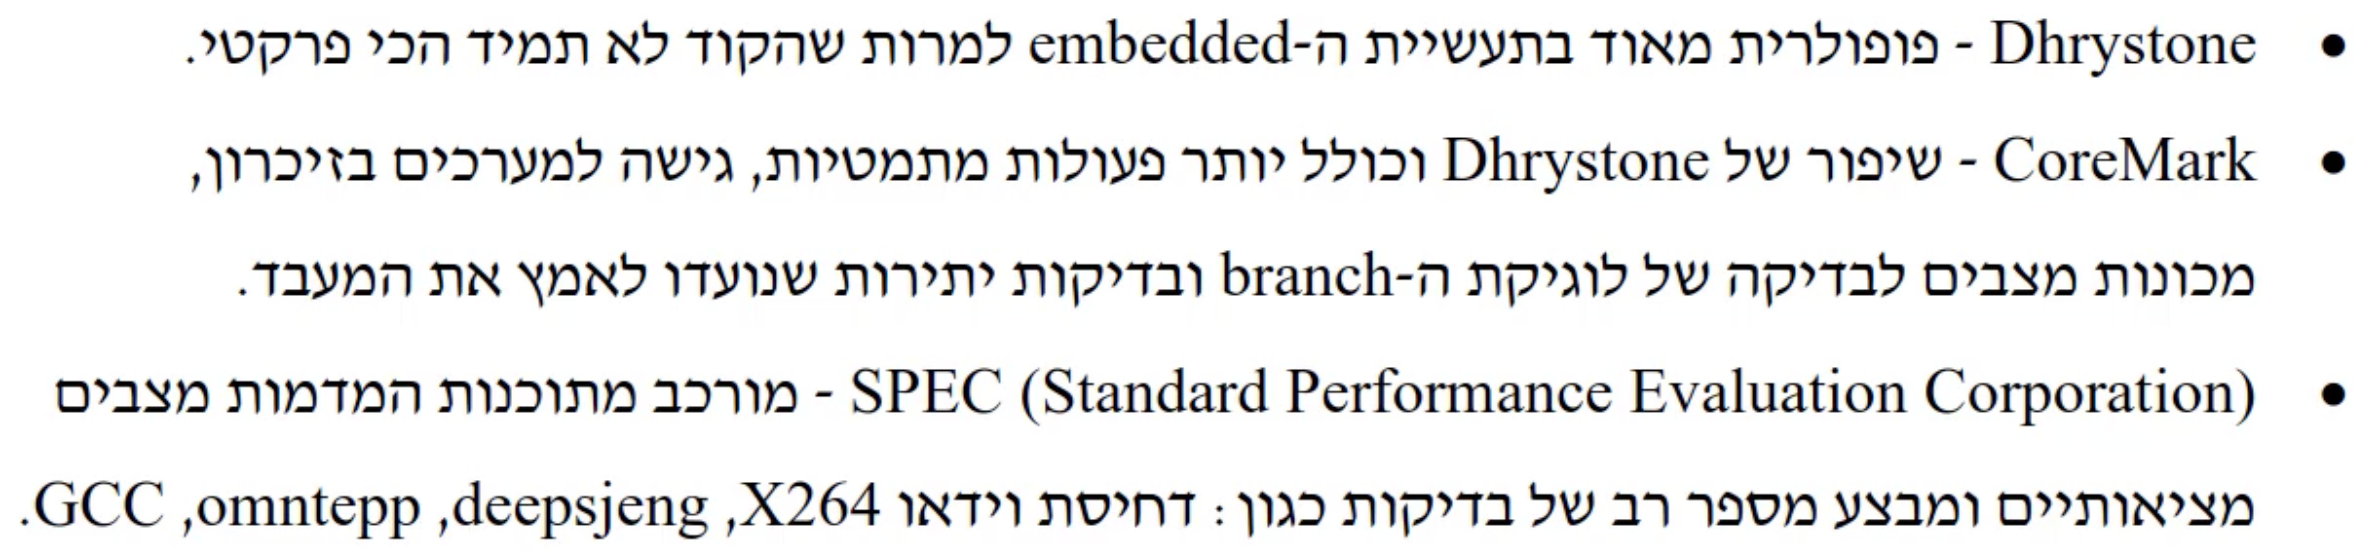 • Dhrystone - פופולרית מאוד בתעשיית ה-embedded למרות שהקוד לא תמיד הכי פרקטי.
• CoreMark - שיפור של Dhrystone וכולל יותר פעולות מתמטיות, גישה למערכים בזיכרון,
מכונות מצבים לבדיקה של לוגיקת ה-branch ובדיקות יתירות שנועדו לאמץ את המעבד.
• SPEC (Standard Performance Evaluation Corporation) - מורכב מתוכנות המדמות מצבים
מציאותיים ומבצע מספר רב של בדיקות כגון: דחיסת וידאו X264, deepsjeng, omntepp, GCC.